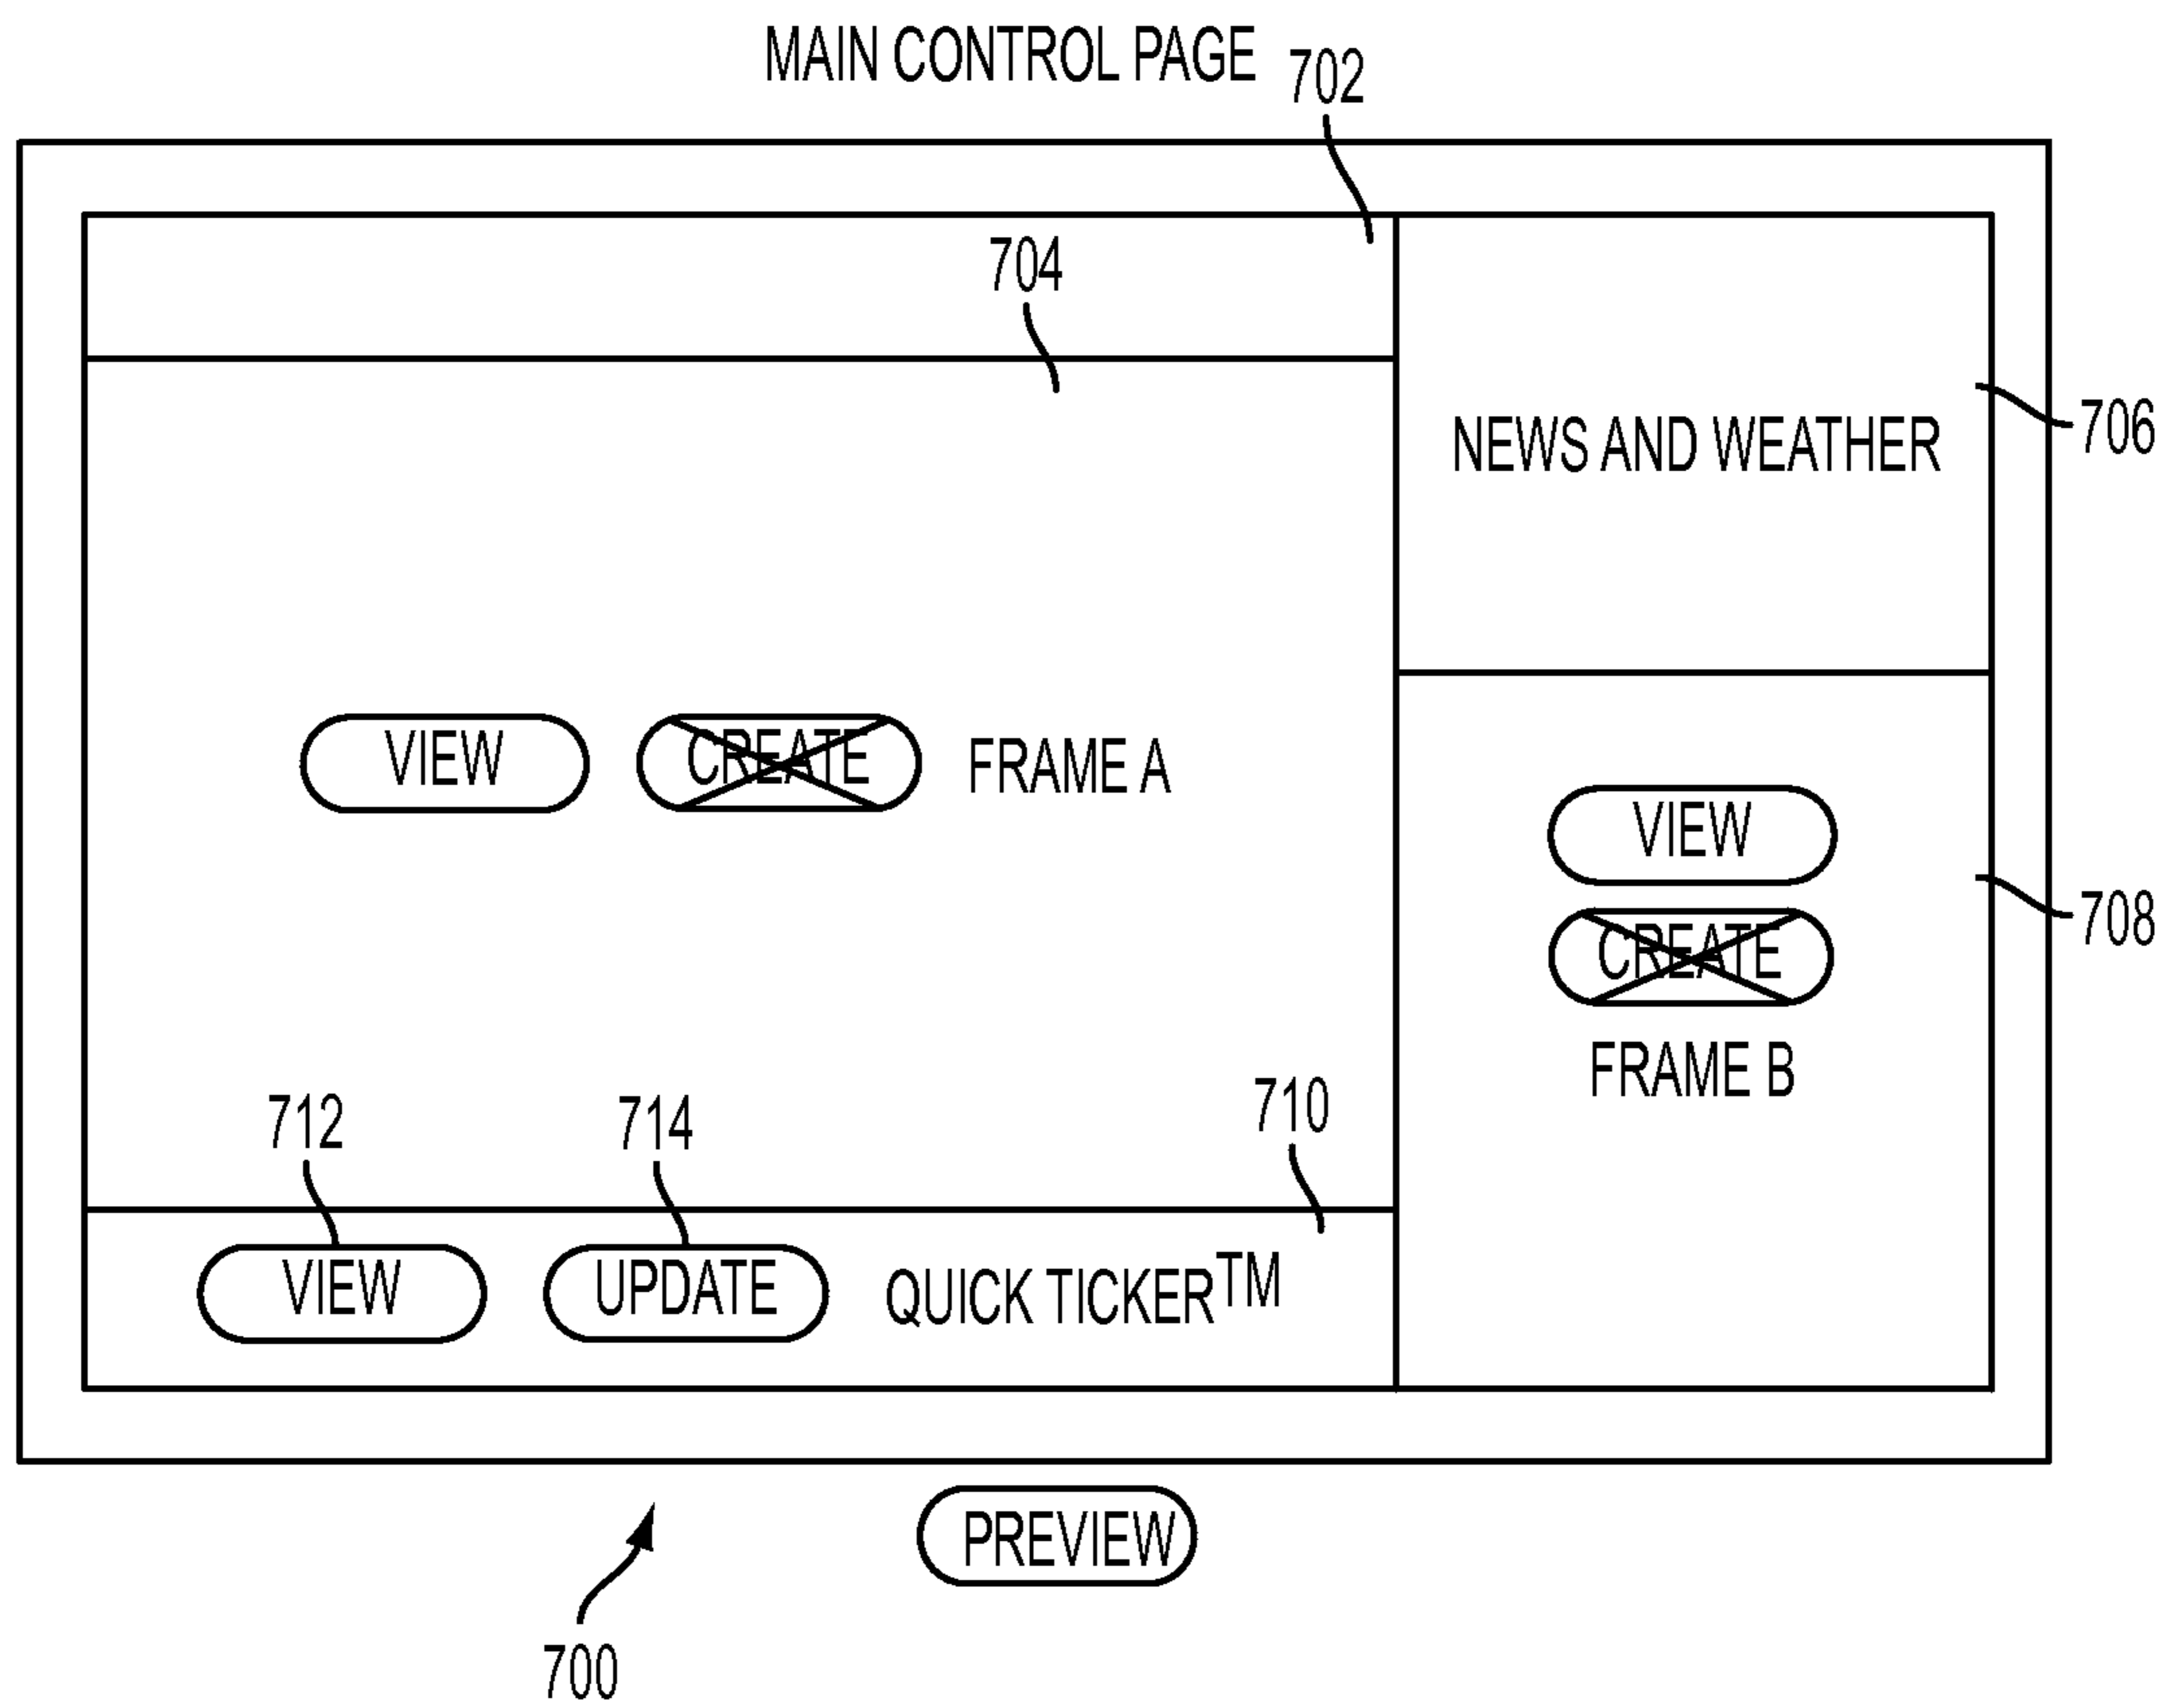 MAIN CONTROL PAGE
702
704
NEWS AND WEATHER
706
VIEW CREATE FRAME A
VIEW
708
CREATE
FRAME B
712 714 710
VIEW UPDATE QUICK TICKER™
PREVIEW
700